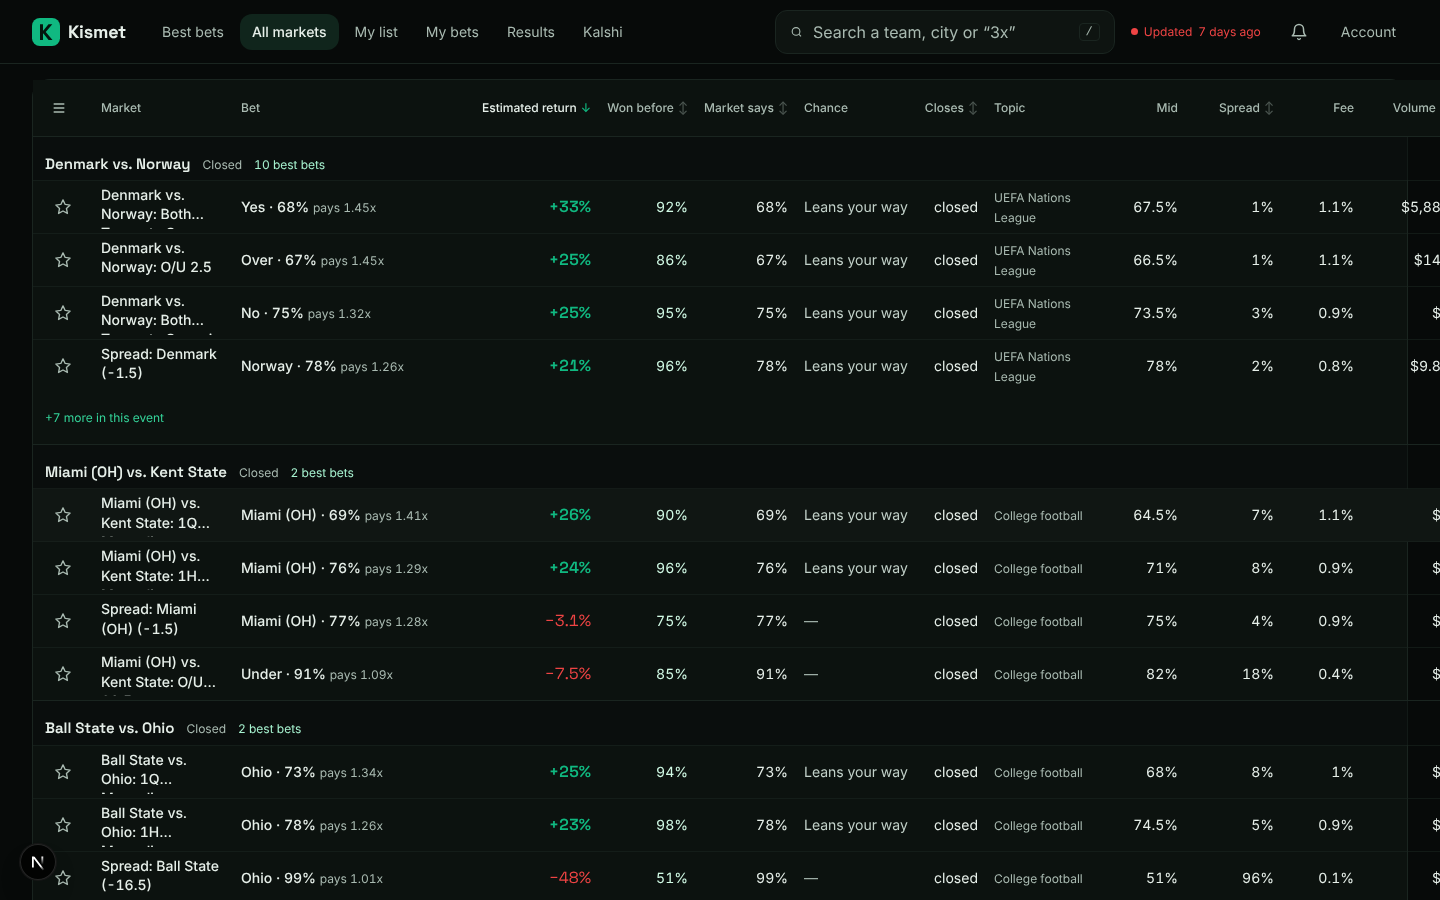 K Kismet Best bets All markets My list My bets Results Kalshi Search a team, city or “3x” / Updated 7 days ago Account
Market Bet Estimated return ↓ Won before Market says Chance Closes Topic Mid Spread Fee Volume
Denmark vs. Norway Closed 10 best bets
Denmark vs.
Norway: Both...
Yes · 68% pays 1.45x +33% 92% 68% Leans your way closed UEFA Nations
League
67.5% 1% 1.1% $5,88
Denmark vs.
Norway: O/U 2.5
Over · 67% pays 1.45x +25% 86% 67% Leans your way closed UEFA Nations
League
66.5% 1% 1.1% $14
Denmark vs.
Norway: Both...
No · 75% pays 1.32x +25% 95% 75% Leans your way closed UEFA Nations
League
73.5% 3% 0.9% $
Spread: Denmark
(-1.5)
Norway · 78% pays 1.26x +21% 96% 78% Leans your way closed UEFA Nations
League
78% 2% 0.8% $9.8
+7 more in this event
Miami (OH) vs. Kent State Closed 2 best bets
Miami (OH) vs.
Kent State: 1Q...
Miami (OH) · 69% pays 1.41x +26% 90% 69% Leans your way closed College football 64.5% 7% 1.1% $
Miami (OH) vs.
Kent State: 1H...
Miami (OH) · 76% pays 1.29x +24% 96% 76% Leans your way closed College football 71% 8% 0.9% $
Spread: Miami
(OH) (-1.5)
Miami (OH) · 77% pays 1.28x −3.1% 75% 77% — closed College football 75% 4% 0.9% $
Miami (OH) vs.
Kent State: O/U...
Under · 91% pays 1.09x −7.5% 85% 91% — closed College football 82% 18% 0.4% $
Ball State vs. Ohio Closed 2 best bets
Ball State vs.
Ohio: 1Q...
Ohio · 73% pays 1.34x +25% 94% 73% Leans your way closed College football 68% 8% 1% $
Ball State vs.
Ohio: 1H...
Ohio · 78% pays 1.26x +23% 98% 78% Leans your way closed College football 74.5% 5% 0.9% $
Spread: Ball State
(-16.5)
Ohio · 99% pays 1.01x −48% 51% 99% — closed College football 51% 96% 0.1% $
N